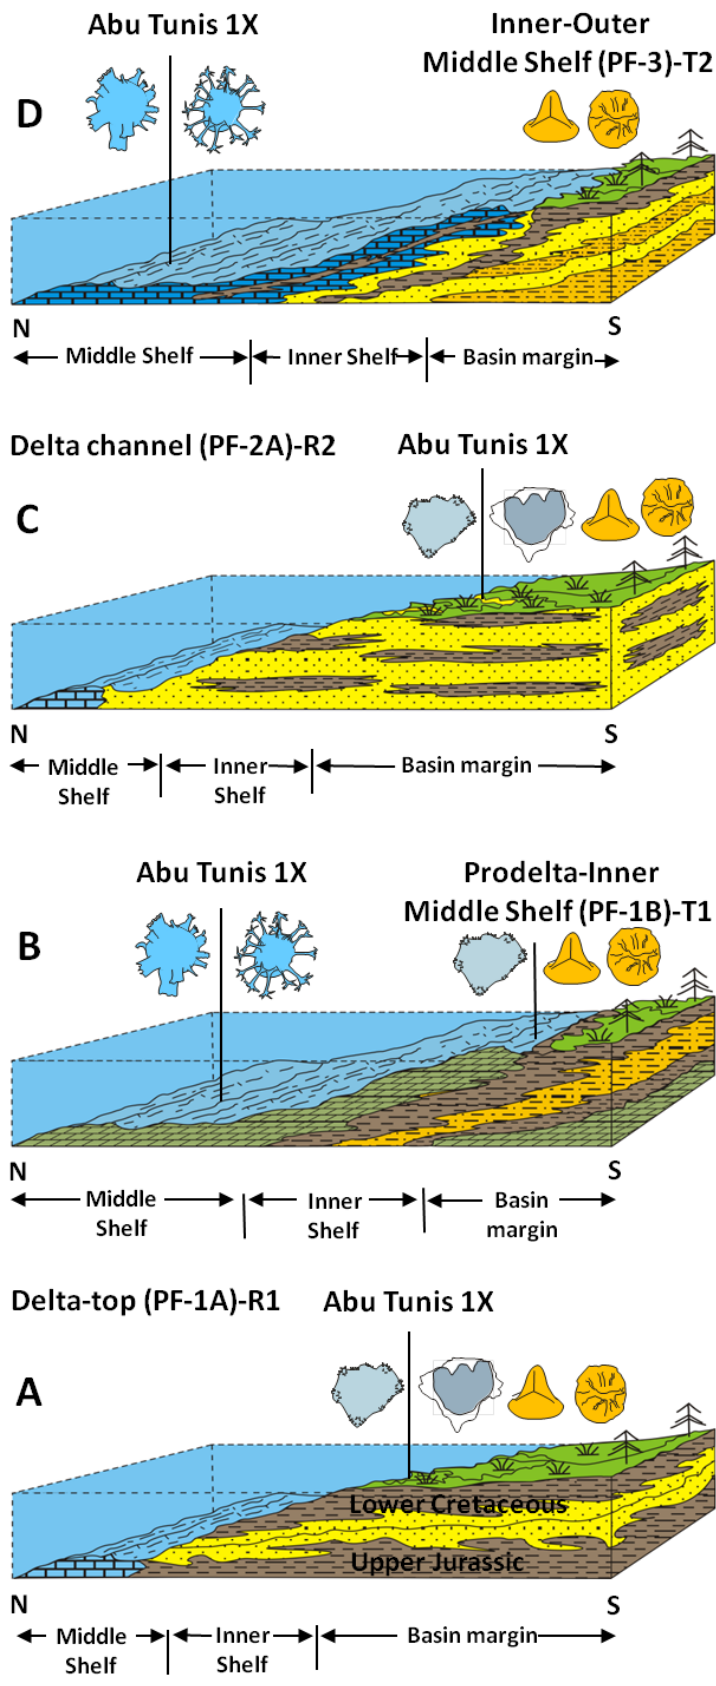 Abu Tunis 1X
Inner-Outer
Middle Shelf (PF-3)-T2
D
N
S
Middle Shelf
Inner Shelf
Basin margin
Delta channel (PF-2A)-R2
Abu Tunis 1X
C
N
S
Middle
Shelf
Inner
Shelf
Basin margin
Abu Tunis 1X
Prodelta-Inner
Middle Shelf (PF-1B)-T1
B
N
S
Middle
Shelf
Inner
Shelf
Basin
margin
Delta-top (PF-1A)-R1
Abu Tunis 1X
A
Lower Cretaceous
Upper Jurassic
N
S
Middle
Shelf
Inner
Shelf
Basin margin